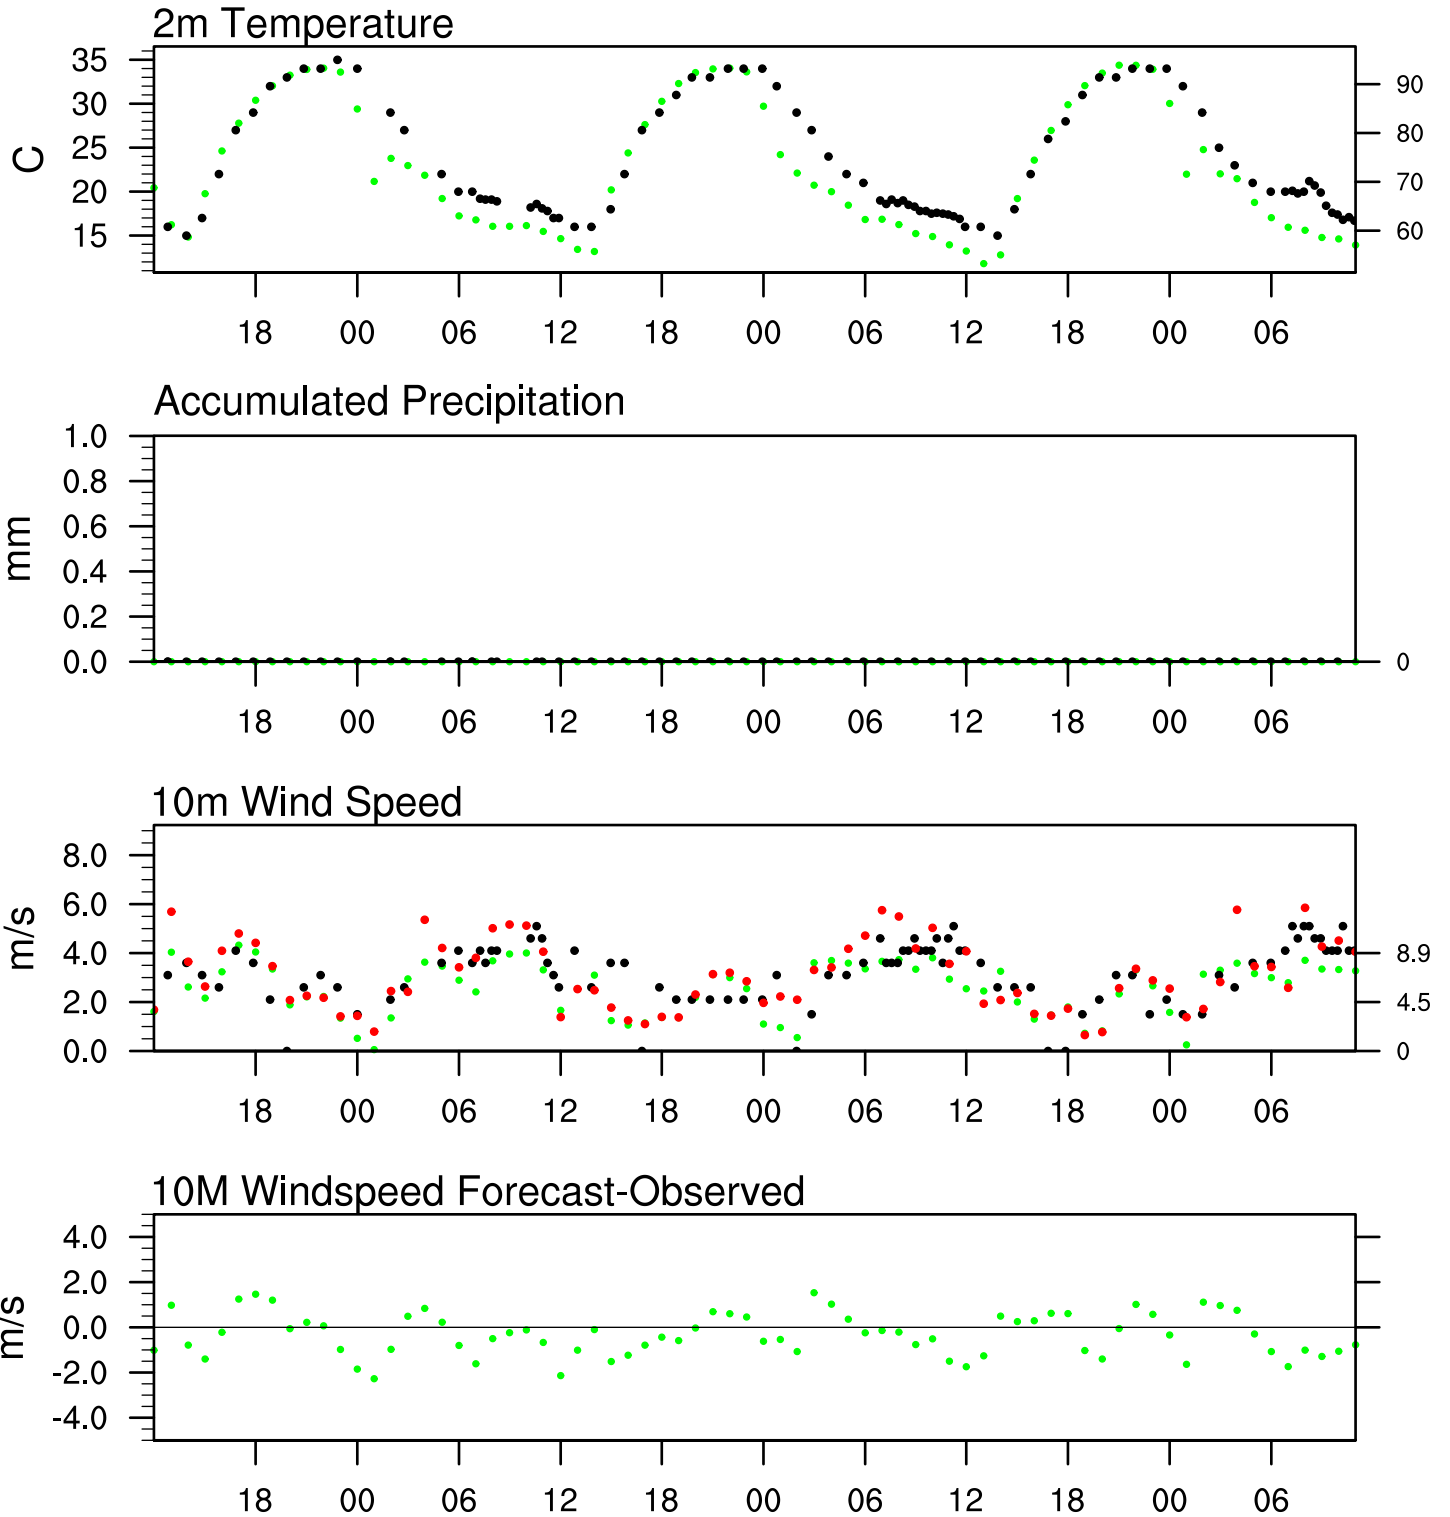 2m Temperature
35
30
25
20
15
C
90
80
70
60
18 00 06 12 18 00 06 12 18 00 06
Accumulated Precipitation
1.0
0.8
0.6
0.4
0.2
0.0
mm
0
18 00 06 12 18 00 06 12 18 00 06
10m Wind Speed
8.0
6.0
4.0
2.0
0.0
m/s
8.9
4.5
0
18 00 06 12 18 00 06 12 18 00 06
10M Windspeed Forecast-Observed
4.0
2.0
0.0
-2.0
-4.0
m/s
18 00 06 12 18 00 06 12 18 00 06